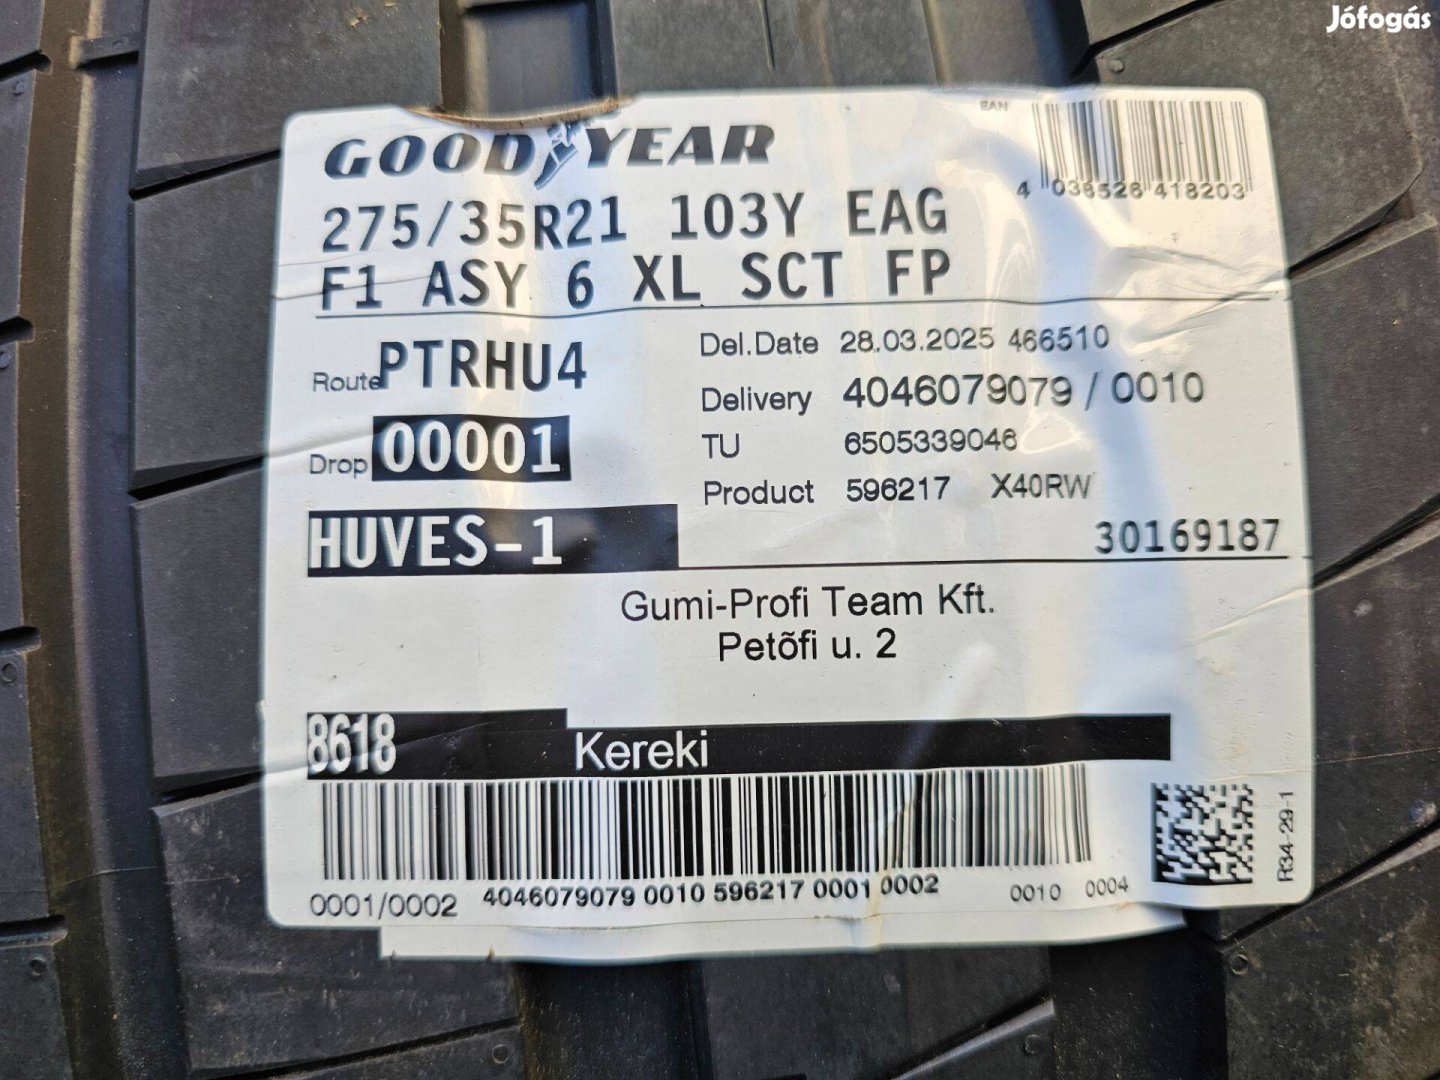 Jófogás
GOODYEAR
EAN
4 038526 418203
275/35R21 103Y EAG
F1 ASY 6 XL SCT FP
Route PTRHU4
Del.Date 28.03.2025 466510
Delivery 4046079079 / 0010
Drop 00001
TU 6505339046
Product 596217 X40RW
HUVES-1
30169187
Gumi-Profi Team Kft.
Petõfi u. 2
8618 Kereki
0001/0002 4046079079 0010 596217 0001 0002 0010 0004
R34-29-1